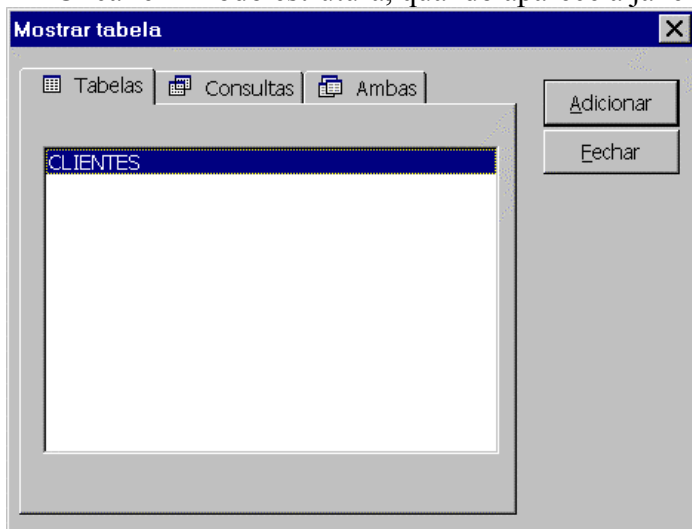 Mostrar tabela
Tabelas Consultas Ambas
Adicionar
Fechar
CLIENTES